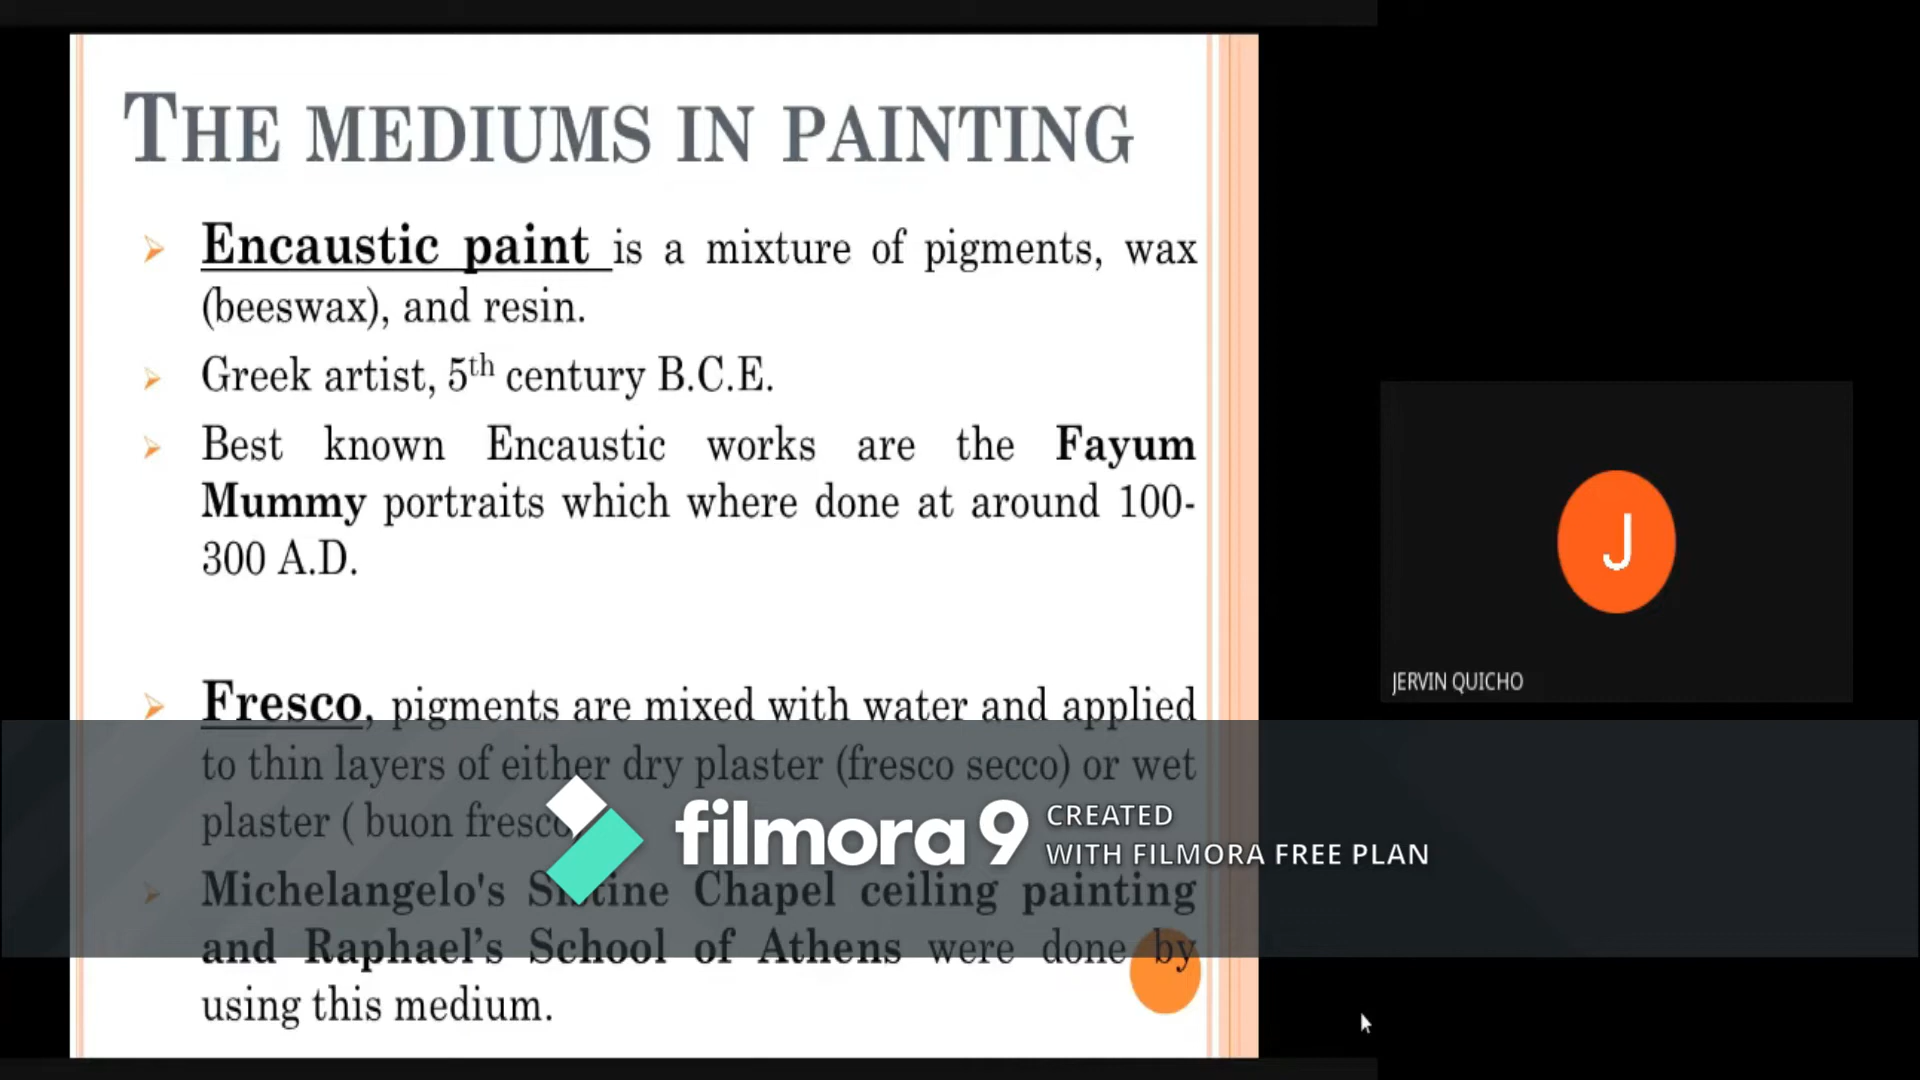 THE MEDIUMS IN PAINTING
Encaustic paint is a mixture of pigments, wax
(beeswax), and resin.
Greek artist, 5th century B.C.E.
Best known Encaustic works are the Fayum
Mummy portraits which where done at around 100-
300 A.D.
Fresco, pigments are mixed with water and applied
to thin layers of either dry plaster (fresco secco) or wet
plaster ( buon fresco)
Michelangelo's Sistine Chapel ceiling painting
and Raphael’s School of Athens were done by
using this medium.
J
JERVIN QUICHO
filmora9
CREATED
WITH FILMORA FREE PLAN